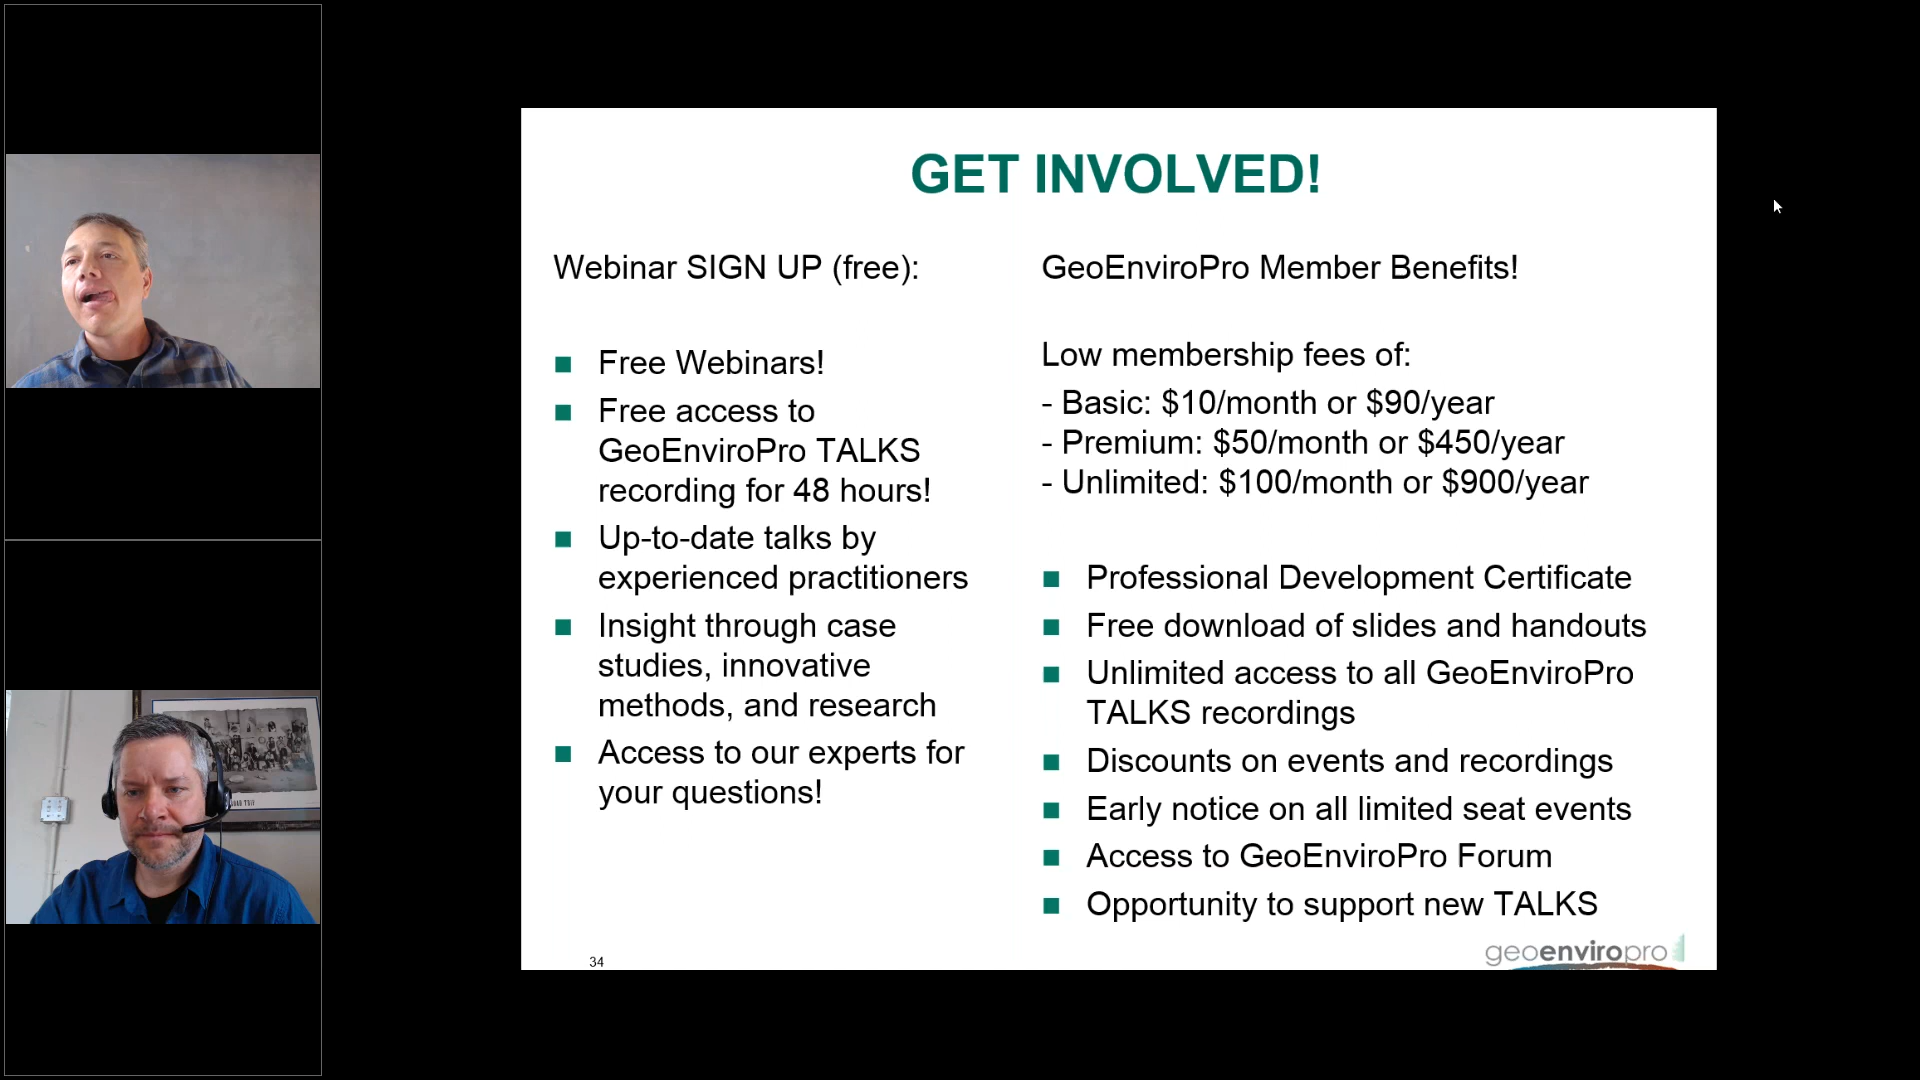 GET INVOLVED!
Webinar SIGN UP (free):
Free Webinars!
Free access to
GeoEnviroPro TALKS
recording for 48 hours!
Up-to-date talks by
experienced practitioners
Insight through case
studies, innovative
methods, and research
Access to our experts for
your questions!
GeoEnviroPro Member Benefits!
Low membership fees of:
- Basic: $10/month or $90/year
- Premium: $50/month or $450/year
- Unlimited: $100/month or $900/year
Professional Development Certificate
Free download of slides and handouts
Unlimited access to all GeoEnviroPro
TALKS recordings
Discounts on events and recordings
Early notice on all limited seat events
Access to GeoEnviroPro Forum
Opportunity to support new TALKS
34
geoenviropro